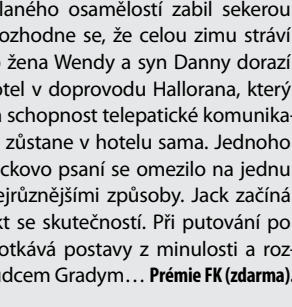 laného osamělostí zabil sekerou
ozhodne se, že celou zimu stráví
žena Wendy a syn Danny dorazí
otel v doprovodu Hallorana, který
schopnost telepatické komunika-
zůstane v hotelu sama. Jednoho
ckovo psaní se omezilo na jednu
ejrůznějšími způsoby. Jack začíná
kt se skutečností. Při putování po
otkává postavy z minulosti a roz-
udcem Gradym… Prémie FK (zdarma).